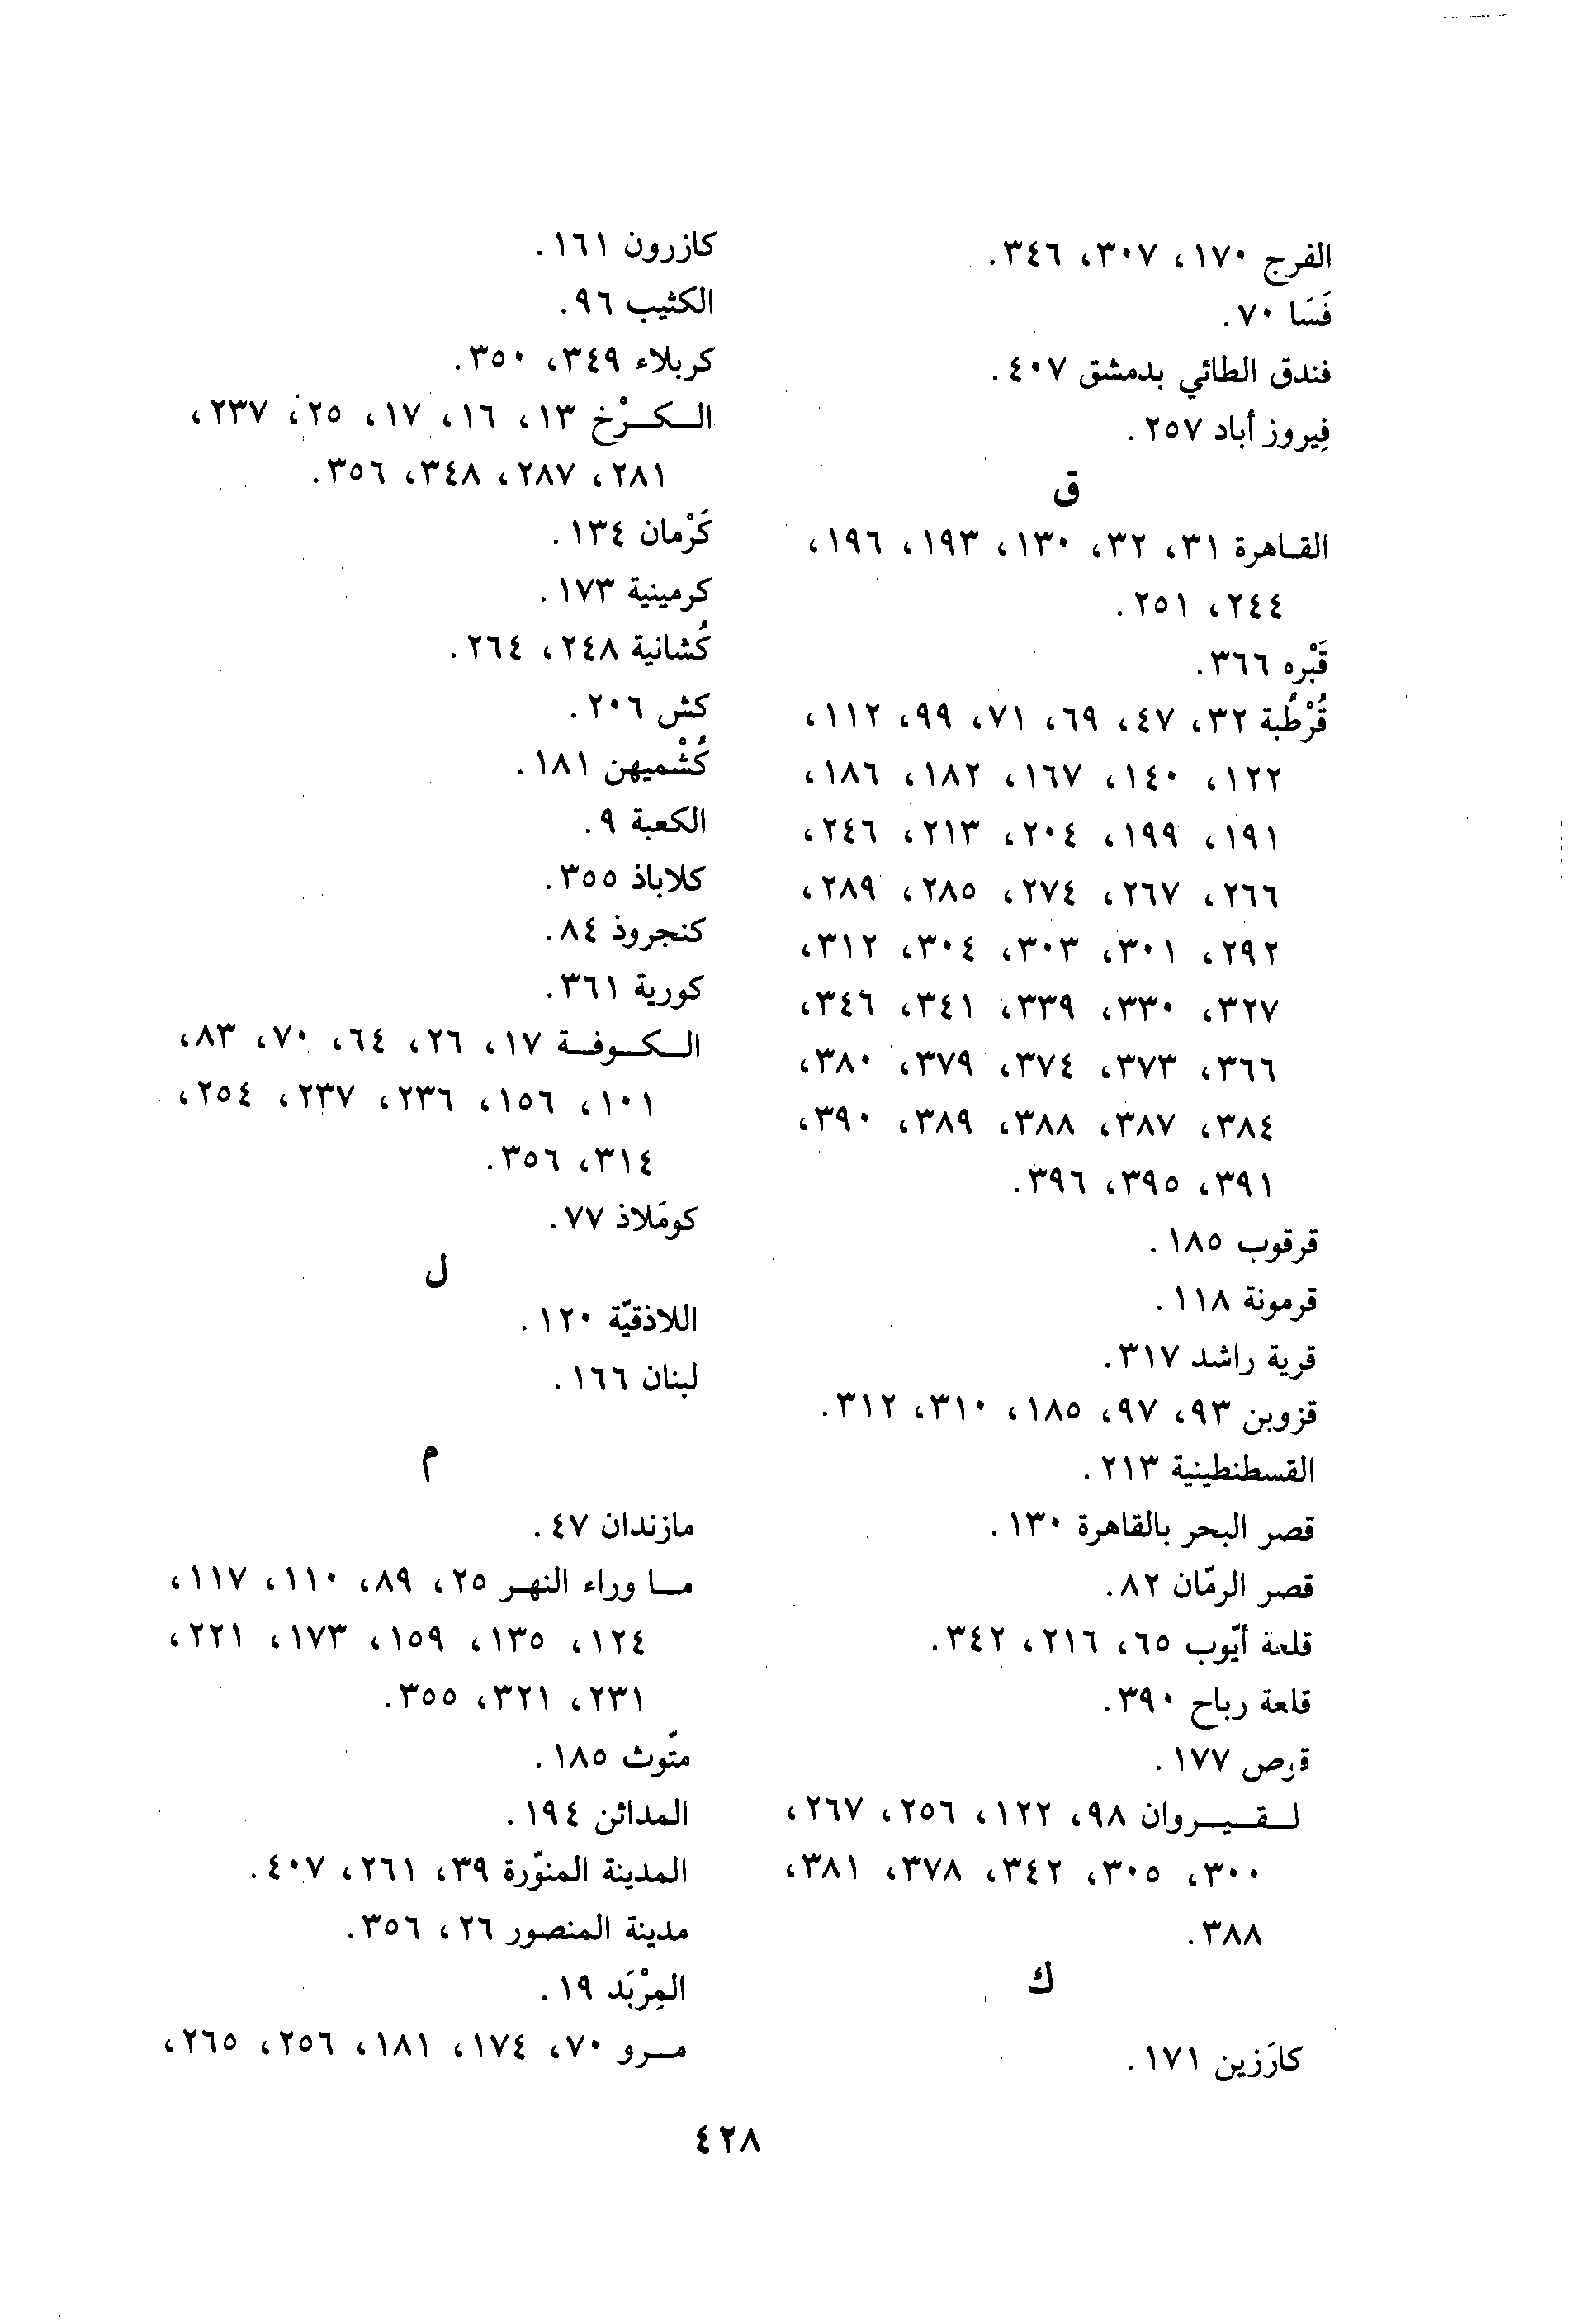 الفرج ١٧٠، ٣٠٧، ٣٤٦.
فَسَا ٧٠.
فندق الطائي بدمشق ٤٠٧.
فِيروز أباد ٢٥٧.
ق
القاهرة ٣١، ٣٢، ١٣٠، ١٩٣، ١٩٦،
٢٤٤، ٢٥١.
قَبْره ٣٦٦.
قُرْطُبة ٣٢، ٤٧، ٦٩، ٧١، ٩٩، ١١٢،
١٢٢، ١٤٠، ١٦٧، ١٨٢، ١٨٦،
١٩١، ١٩٩، ٢٠٤، ٢١٣، ٢٤٦،
٢٦٦، ٢٦٧، ٢٧٤، ٢٨٥، ٢٨٩،
٢٩٢، ٣٠١، ٣٠٣، ٣٠٤، ٣١٢،
٣٢٧، ٣٣٠، ٣٣٩، ٣٤١، ٣٤٦،
٣٦٦، ٣٧٣، ٣٧٤، ٣٧٩، ٣٨٠،
٣٨٤، ٣٨٧، ٣٨٨، ٣٨٩، ٣٩٠،
٣٩١، ٣٩٥، ٣٩٦.
قرقوب ١٨٥.
قرمونة ١١٨.
قرية راشد ٣١٧.
قزوين ٩٣، ٩٧، ١٨٥، ٣١٠، ٣١٢.
القسطنطينية ٢١٣.
قصر البحر بالقاهرة ١٣٠.
قصر الرمّان ٨٢.
قلعة أيّوب ٦٥، ٢١٦، ٣٤٢.
قلعة رباح ٣٩٠.
قوص ١٧٧.
لقيروان ٩٨، ١٢٢، ٢٥٦، ٢٦٧،
٣٠٠، ٣٠٥، ٣٤٢، ٣٧٨، ٣٨١،
٣٨٨.
ك
كارَزين ١٧١.
كازرون ١٦١.
الكثيب ٩٦.
كربلاء ٣٤٩، ٣٥٠.
الكرْخ ١٣، ١٦، ١٧، ٢٥، ٢٣٧،
٢٨١، ٢٨٧، ٣٤٨، ٣٥٦.
كَرْمان ١٣٤.
كرمينية ١٧٣.
كُشانية ٢٤٨، ٢٦٤.
كش ٢٠٦.
كُشْميهن ١٨١.
الكعبة ٩.
كلاباذ ٣٥٥.
كنجروذ ٨٤.
كورية ٣٦١.
الكوفة ١٧، ٢٦، ٦٤، ٧٠، ٨٣،
١٠١، ١٥٦، ٢٣٦، ٢٣٧، ٢٥٤،
٣١٤، ٣٥٦.
كومَلاذ ٧٧.
ل
اللاذقيّة ١٢٠.
لبنان ١٦٦.
م
مازندان ٤٧.
ما وراء النهر ٢٥، ٨٩، ١١٠، ١١٧،
١٢٤، ١٣٥، ١٥٩، ١٧٣، ٢٢١،
٢٣١، ٣٢١، ٣٥٥.
متّوث ١٨٥.
المدائن ١٩٤.
المدينة المنوّرة ٣٩، ٢٦١، ٤٠٧.
مدينة المنصور ٢٦، ٣٥٦.
المِرْبَد ١٩.
مرو ٧٠، ١٧٤، ١٨١، ٢٥٦، ٢٦٥،
٤٢٨